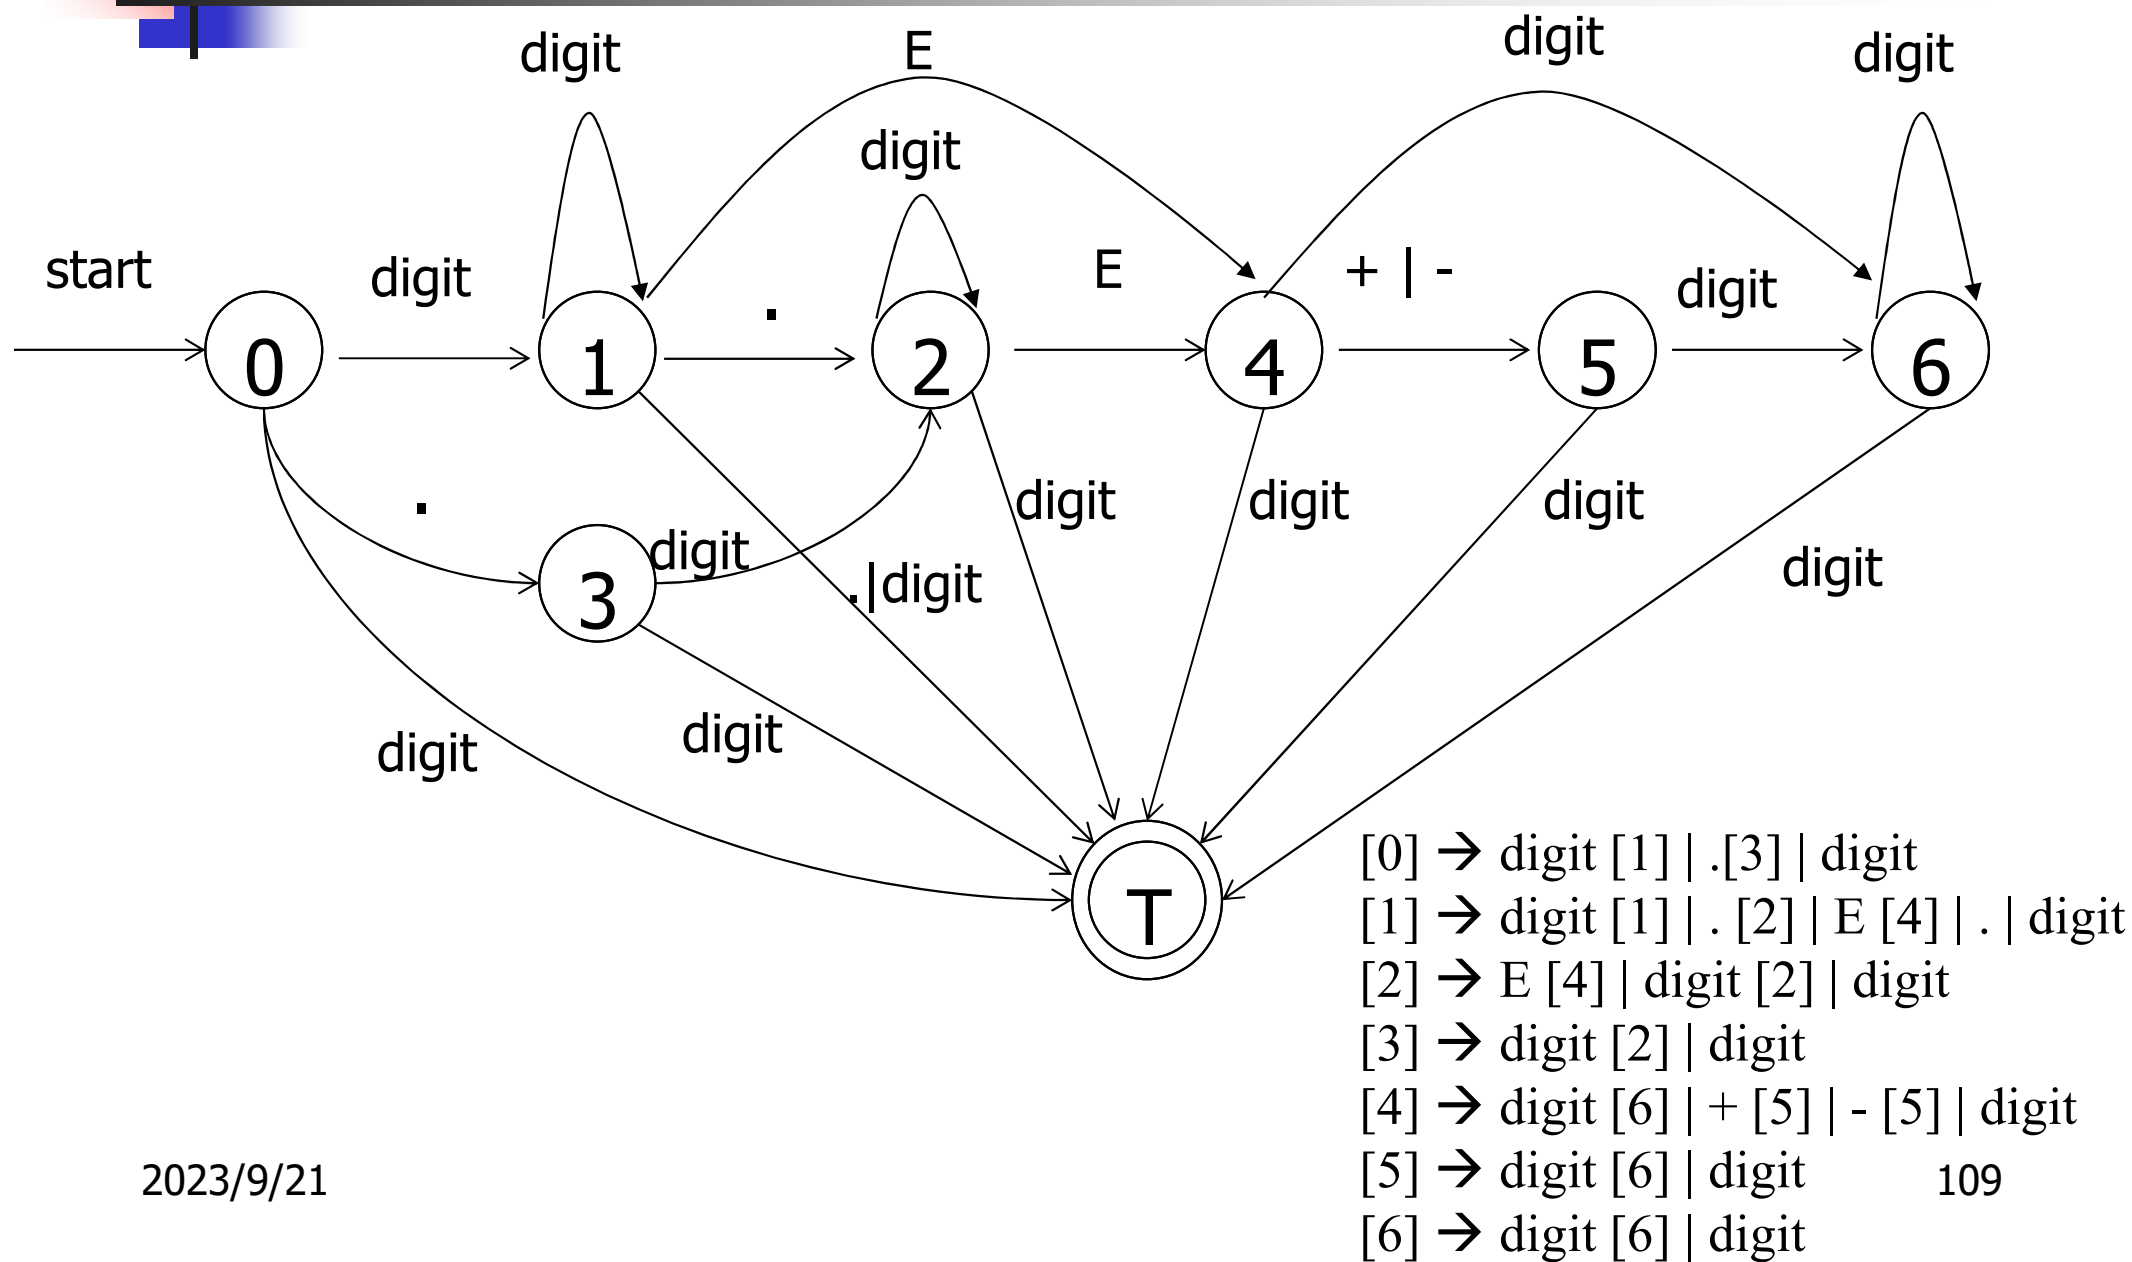 digit
E
digit
digit
digit
start
digit
.
E
+ | -
digit
0
1
2
4
5
6
.
digit
digit
digit
digit
3
.|digit
digit
digit
digit
T
[0] → digit [1] | .[3] | digit
[1] → digit [1] | . [2] | E [4] | . | digit
[2] → E [4] | digit [2] | digit
[3] → digit [2] | digit
[4] → digit [6] | + [5] | - [5] | digit
[5] → digit [6] | digit
[6] → digit [6] | digit
2023/9/21
109